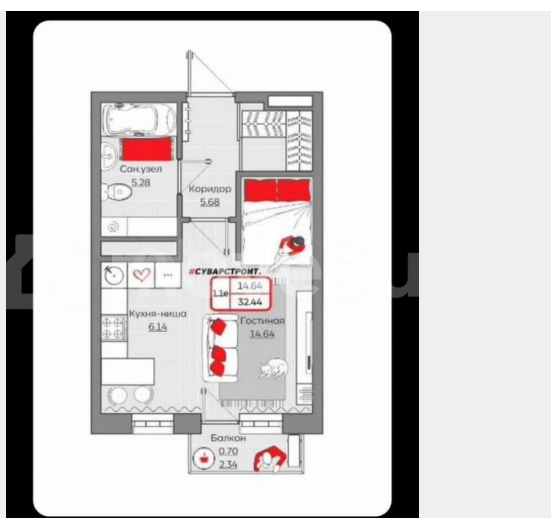 Сан.узел
5.28
Коридор
5.68
#СУВАРСТРОИТ.
1.1е
14.64
32.44
Кухня-ниша
6.14
Гостиная
14.64
Балкон
0.70
2.34